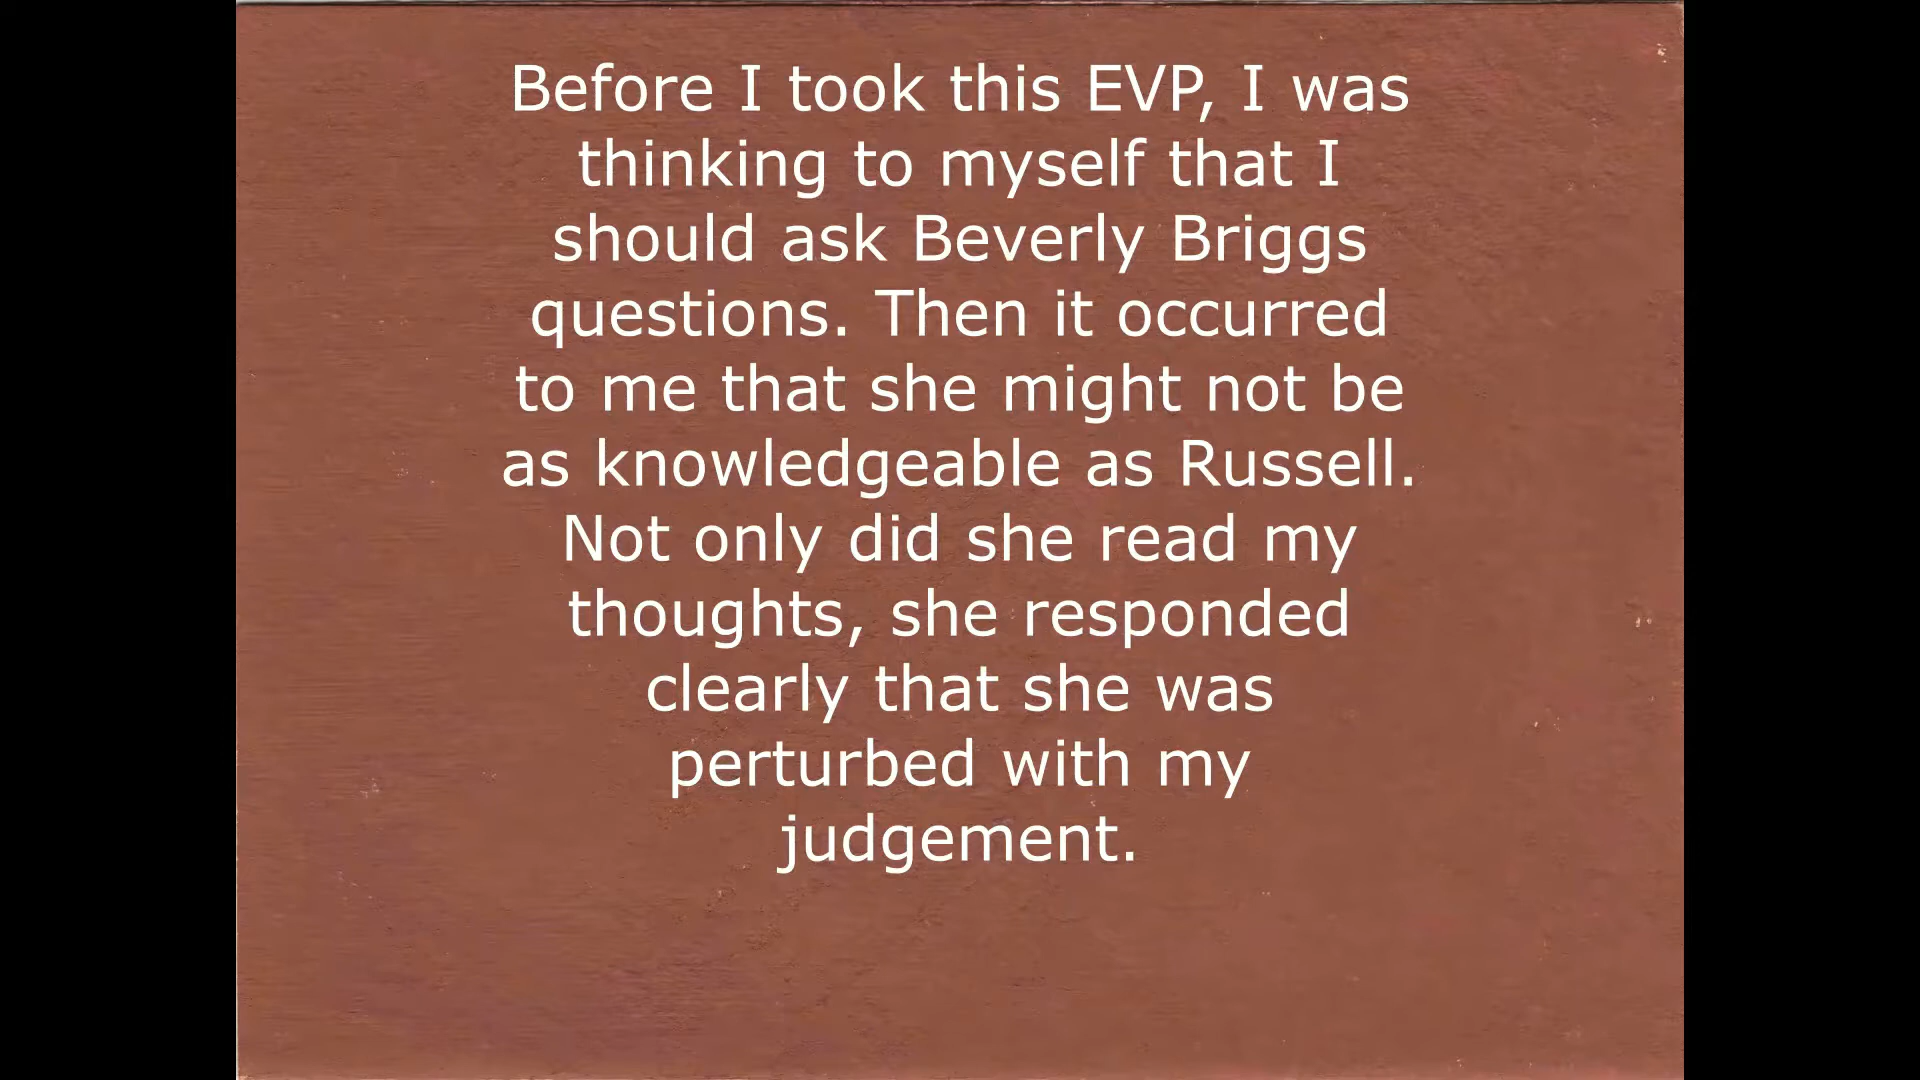 Before I took this EVP, I was
thinking to myself that I
should ask Beverly Briggs
questions. Then it occurred
to me that she might not be
as knowledgeable as Russell.
Not only did she read my
thoughts, she responded
clearly that she was
perturbed with my
judgement.